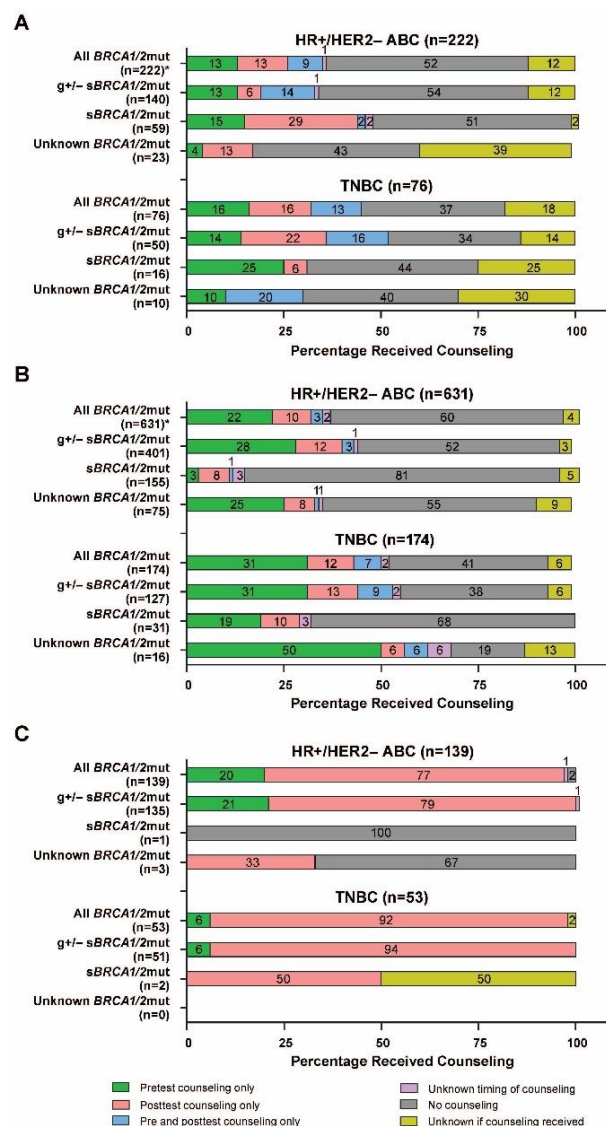 A
HR+/HER2– ABC (n=222)
1
All BRCA1/2mut
(n=222)*
13 13 9 52 12
1
g+/– sBRCA1/2mut
(n=140)
13 6 14 54 12
sBRCA1/2mut
(n=59)
15 29 2 2 51 2
Unknown BRCA1/2mut
(n=23)
4 13 43 39
TNBC (n=76)
All BRCA1/2mut
(n=76)
16 16 13 37 18
g+/– sBRCA1/2mut
(n=50)
14 22 16 34 14
sBRCA1/2mut
(n=16)
25 6 44 25
Unknown BRCA1/2mut
(n=10)
10 20 40 30
0 25 50 75 100
Percentage Received Counseling
B
HR+/HER2– ABC (n=631)
All BRCA1/2mut
(n=631)*
22 10 3 2 60 4
1
g+/– sBRCA1/2mut
(n=401)
28 12 3 52 3
1
sBRCA1/2mut
(n=155)
3 8 3 81 5
11
Unknown BRCA1/2mut
(n=75)
25 8 55 9
TNBC (n=174)
All BRCA1/2mut
(n=174)
31 12 7 2 41 6
g+/– sBRCA1/2mut
(n=127)
31 13 9 2 38 6
sBRCA1/2mut
(n=31)
19 10 3 68
Unknown BRCA1/2mut
(n=16)
50 6 6 6 19 13
0 25 50 75 100
Percentage Received Counseling
C
HR+/HER2– ABC (n=139)
1
All BRCA1/2mut
(n=139)
20 77 2
1
g+/– sBRCA1/2mut
(n=135)
21 79
sBRCA1/2mut
(n=1)
100
Unknown BRCA1/2mut
(n=3)
33 67
TNBC (n=53)
All BRCA1/2mut
(n=53)
6 92 2
g+/– sBRCA1/2mut
(n=51)
6 94
sBRCA1/2mut
(n=2)
50 50
Unknown BRCA1/2mut
(n=0)
0 25 50 75 100
Percentage Received Counseling
Pretest counseling only
Posttest counseling only
Pre and posttest counseling only
Unknown timing of counseling
No counseling
Unknown if counseling received